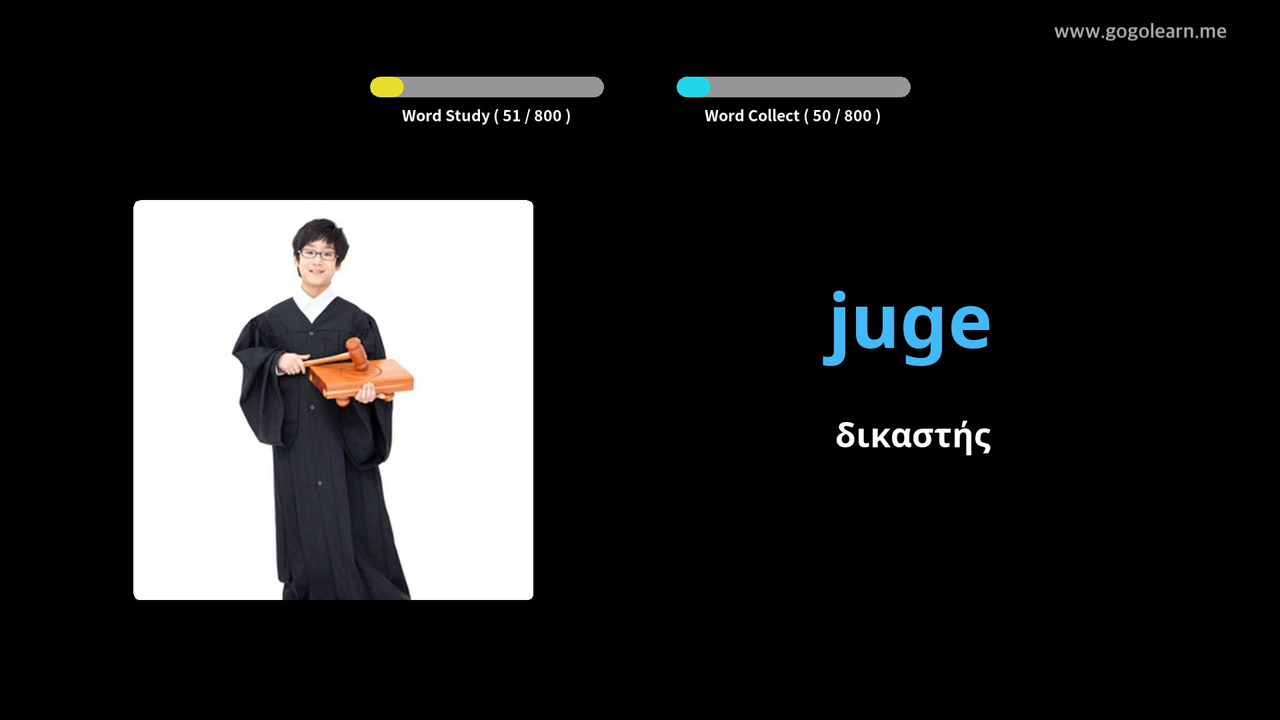 www.gogolearn.me
Word Study ( 51 / 800 )
Word Collect ( 50 / 800 )
juge
δικαστής